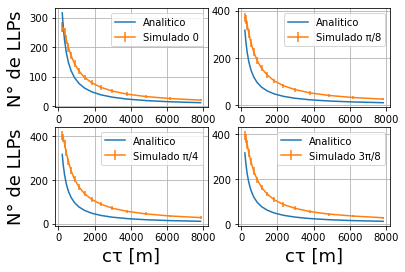 N° de LLPs
300
200
100
0
Analitico
Simulado 0
0 2000 4000 6000 8000
400
200
0
Analitico
Simulado π/8
0 2000 4000 6000 8000
N° de LLPs
400
200
0
Analitico
Simulado π/4
0 2000 4000 6000 8000
cτ [m]
400
200
0
Analitico
Simulado 3π/8
0 2000 4000 6000 8000
cτ [m]